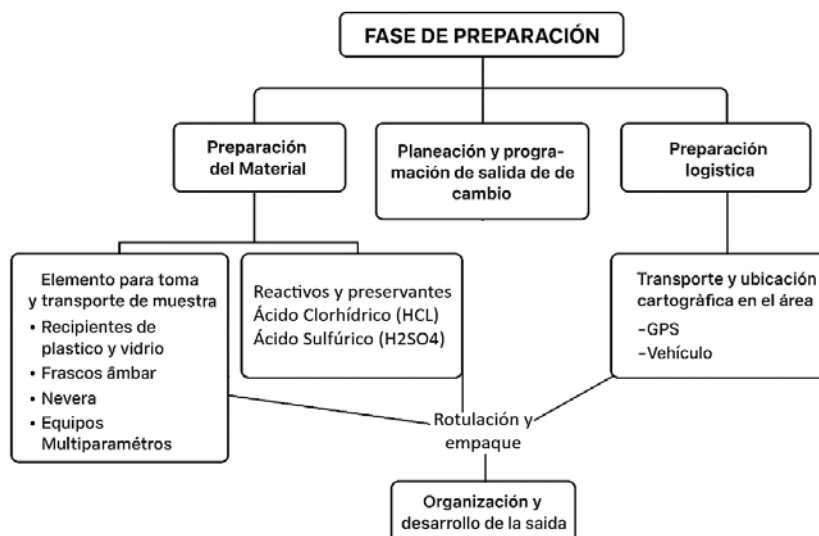 FASE DE PREPARACIÓN
Preparación
del Material
Planeación y progra-
mación de salida de de
cambio
Preparación
logistica
Elemento para toma
y transporte de muestra
• Recipientes de
plastico y vidrio
• Frascos âmbar
• Nevera
• Equipos
Multiparamétros
Reactivos y preservantes
Ácido Clorhídrico (HCL)
Ácido Sulfúrico (H2SO4)
Transporte y ubicación
cartogràfica en el área
-GPS
-Vehículo
Rotulación y
empaque
Organización y
desarrollo de la saida